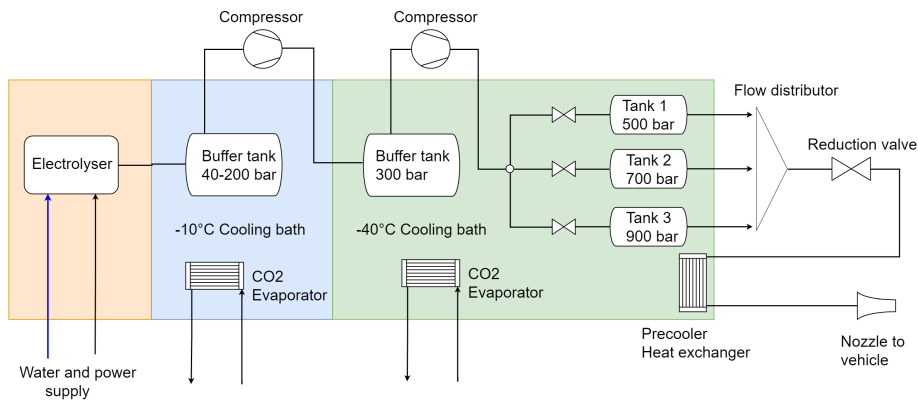 Compressor
Compressor
Flow distributor
Tank 1
500 bar
Reduction valve
Electrolyser
Buffer tank
40-200 bar
Buffer tank
300 bar
Tank 2
700 bar
Tank 3
900 bar
-10°C Cooling bath
-40°C Cooling bath
CO2
Evaporator
CO2
Evaporator
Precooler
Heat exchanger
Nozzle to
vehicle
Water and power
supply